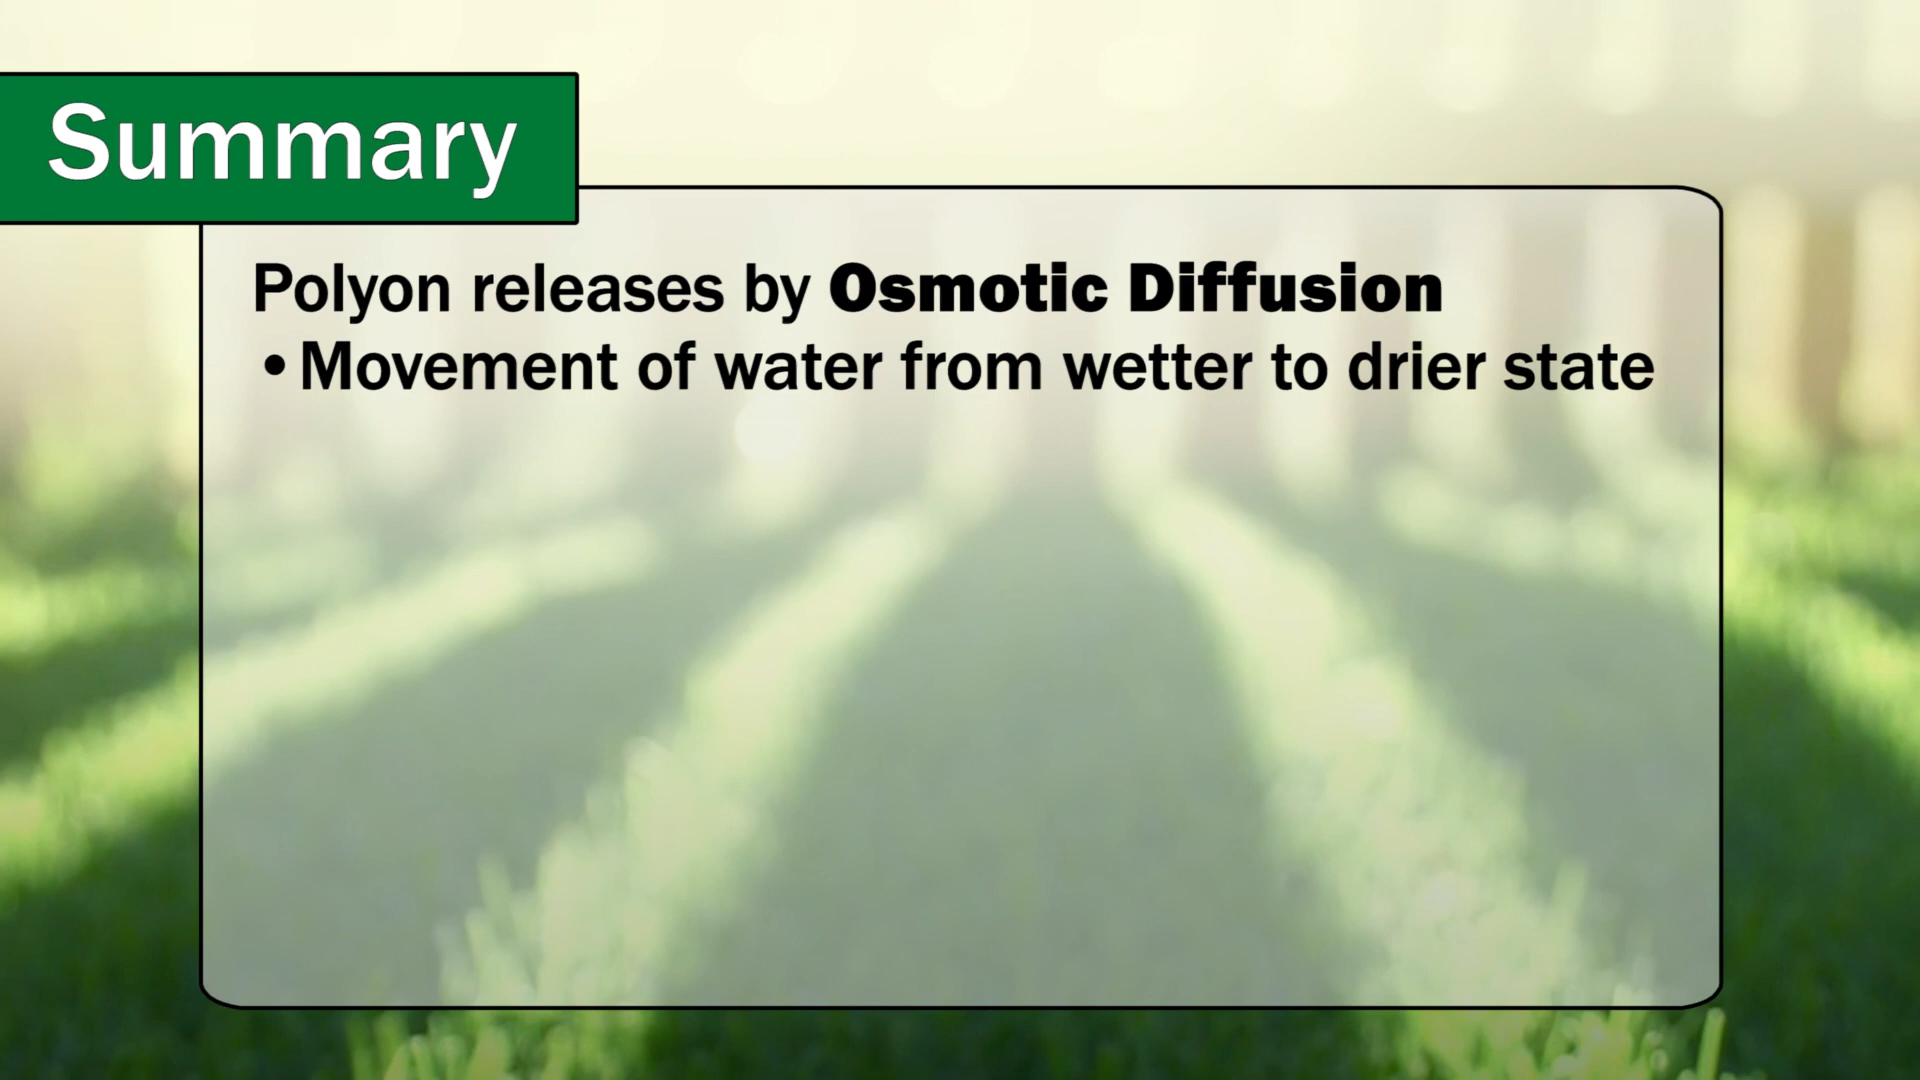 Summary
Polyon releases by Osmotic Diffusion
• Movement of water from wetter to drier state